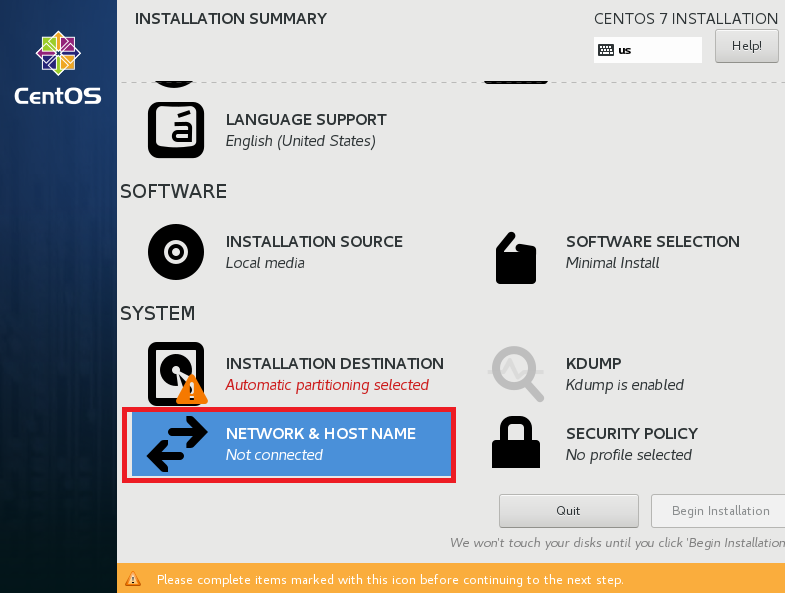 INSTALLATION SUMMARY
CENTOS 7 INSTALLATION
us
Help!
CentOS
LANGUAGE SUPPORT
English (United States)
SOFTWARE
INSTALLATION SOURCE
Local media
SOFTWARE SELECTION
Minimal Install
SYSTEM
INSTALLATION DESTINATION
Automatic partitioning selected
KDUMP
Kdump is enabled
NETWORK & HOST NAME
Not connected
SECURITY POLICY
No profile selected
Quit
Begin Installation
We won't touch your disks until you click 'Begin Installation
Please complete items marked with this icon before continuing to the next step.